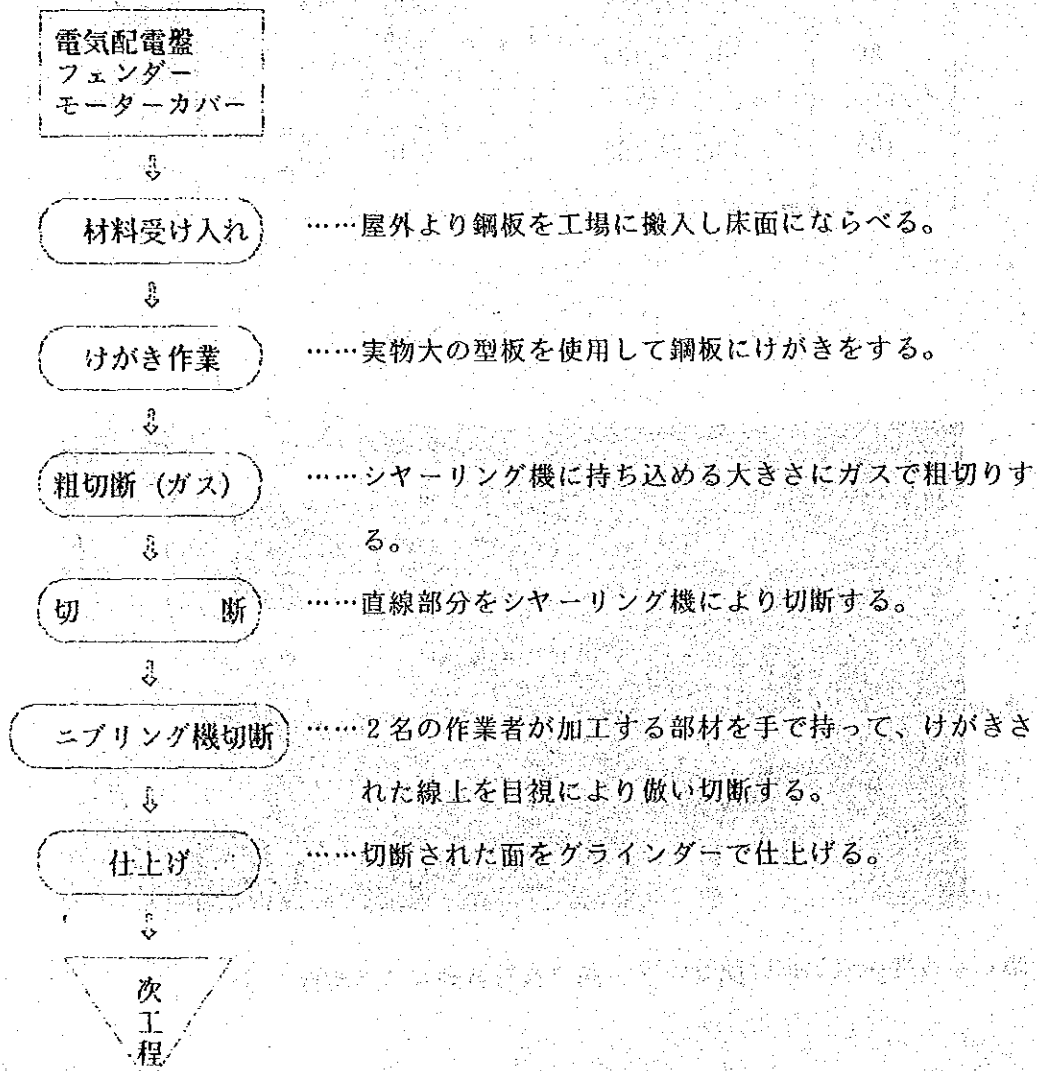 電気配電盤
フェンダー
モーターカバー
⇩
材料受け入れ ……屋外より鋼板を工場に搬入し床面にならべる。
⇩
けがき作業 ……実物大の型板を使用して鋼板にけがきをする。
⇩
粗切断(ガス) ……シヤーリング機に持ち込める大きさにガスで粗切りす
る。
⇩
切断 ……直線部分をシヤーリング機により切断する。
⇩
ニブリング機切断 ……2名の作業者が加工する部材を手で持って、けがきさ
れた線上を目視により倣い切断する。
⇩
仕上げ ……切断された面をグラインダーで仕上げる。
⇩
次
工
程